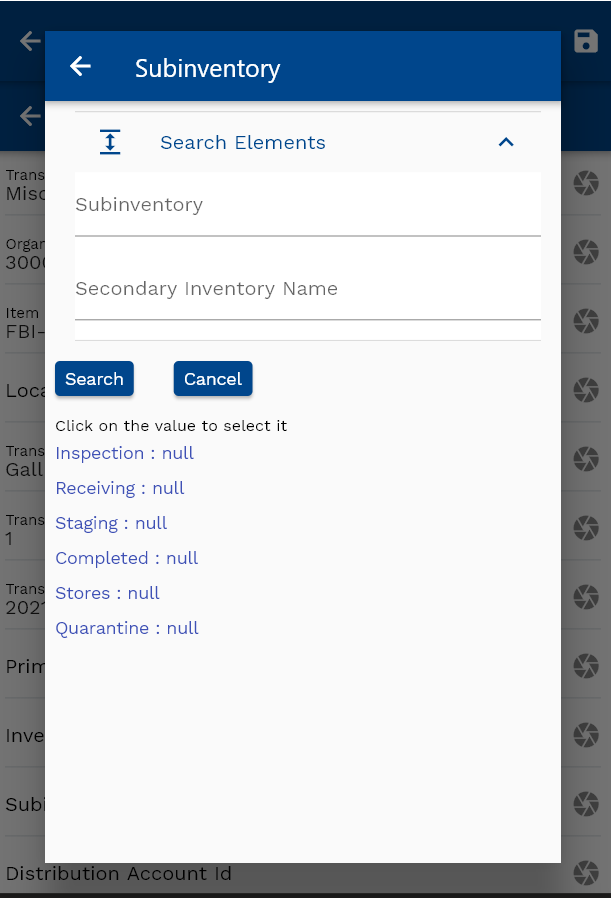 Subinventory
Search Elements
Subinventory
Secondary Inventory Name
Search Cancel
Click on the value to select it
Inspection : null
Receiving : null
Staging : null
Completed : null
Stores : null
Quarantine : null
Trans
Misc
Organ
3000
Item
FBI-
Loca
Trans
Gall
Trans
1
Trans
2021
Prim
Inve
Subi
Distribution Account Id